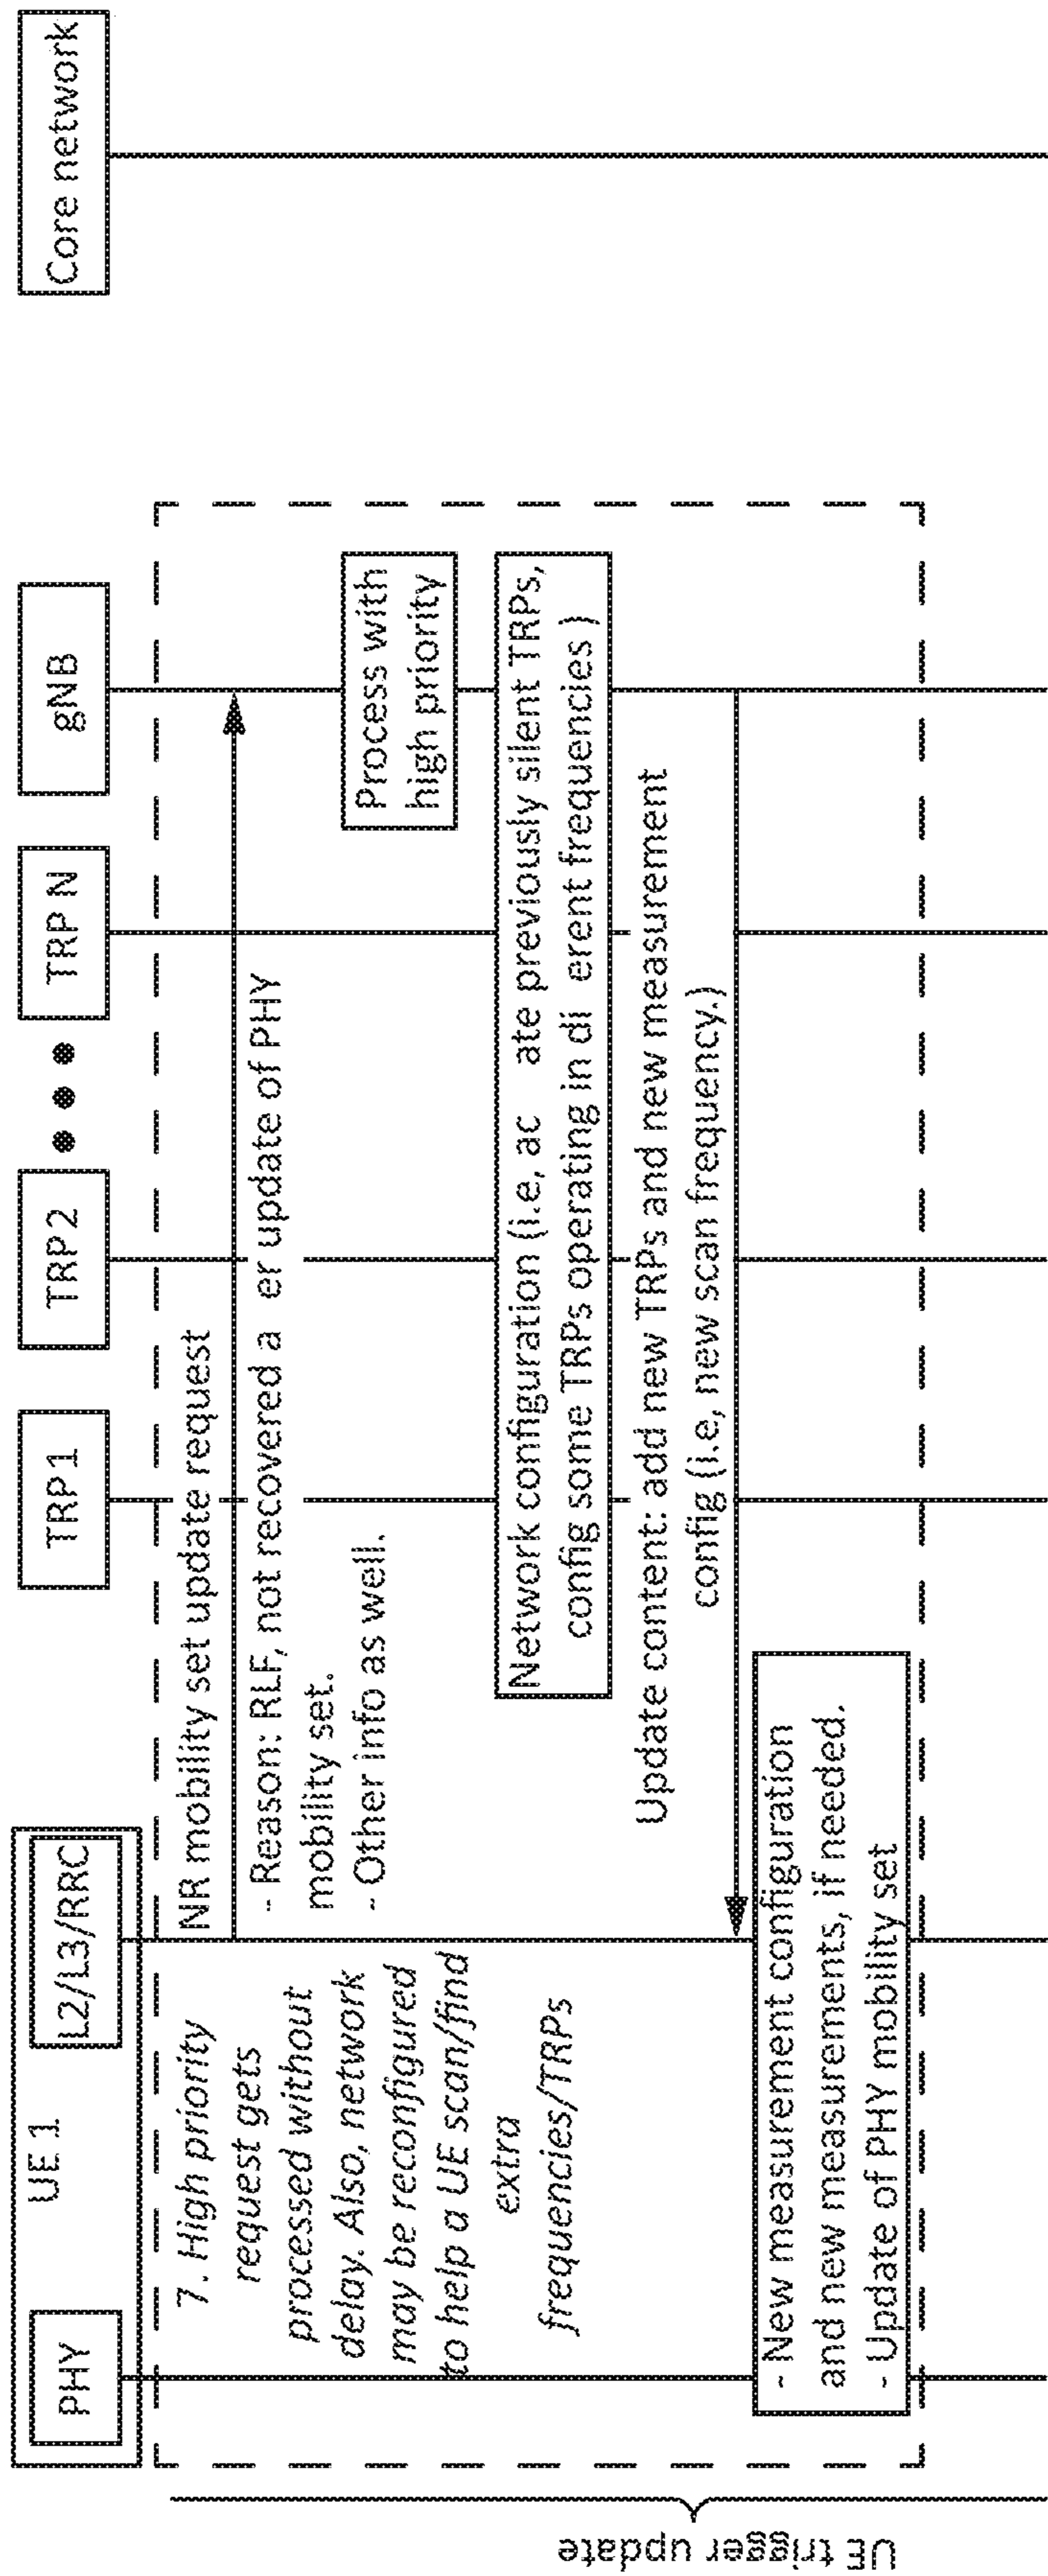 UE 1
PHY
L2/L3/RRC
TRP1
TRP2
TRP N
gNB
Core network
UE trigger update
7. High priority
request gets
processed without
delay. Also, network
may be reconfigured
to help a UE scan/find
extra
frequencies/TRPs
NR mobility set update request
- Reason: RLF, not recovered a er update of PHY
mobility set.
- Other info as well.
Process with
high priority
Network configuration (i.e, ac ate previously silent TRPs,
config some TRPs operating in di erent frequencies )
Update content: add new TRPs and new measurement
config (i.e, new scan frequency.)
- New measurement configuration
and new measurements, if needed.
- Update of PHY mobility set